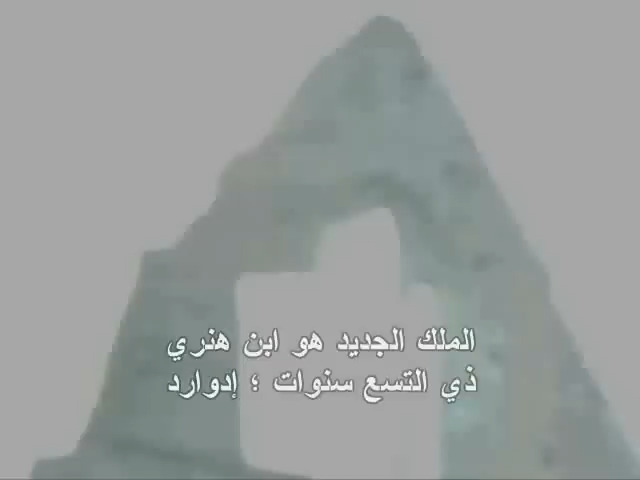 الملك الجديد هو ابن هنري
ذي التسع سنوات ؛ إدوارد